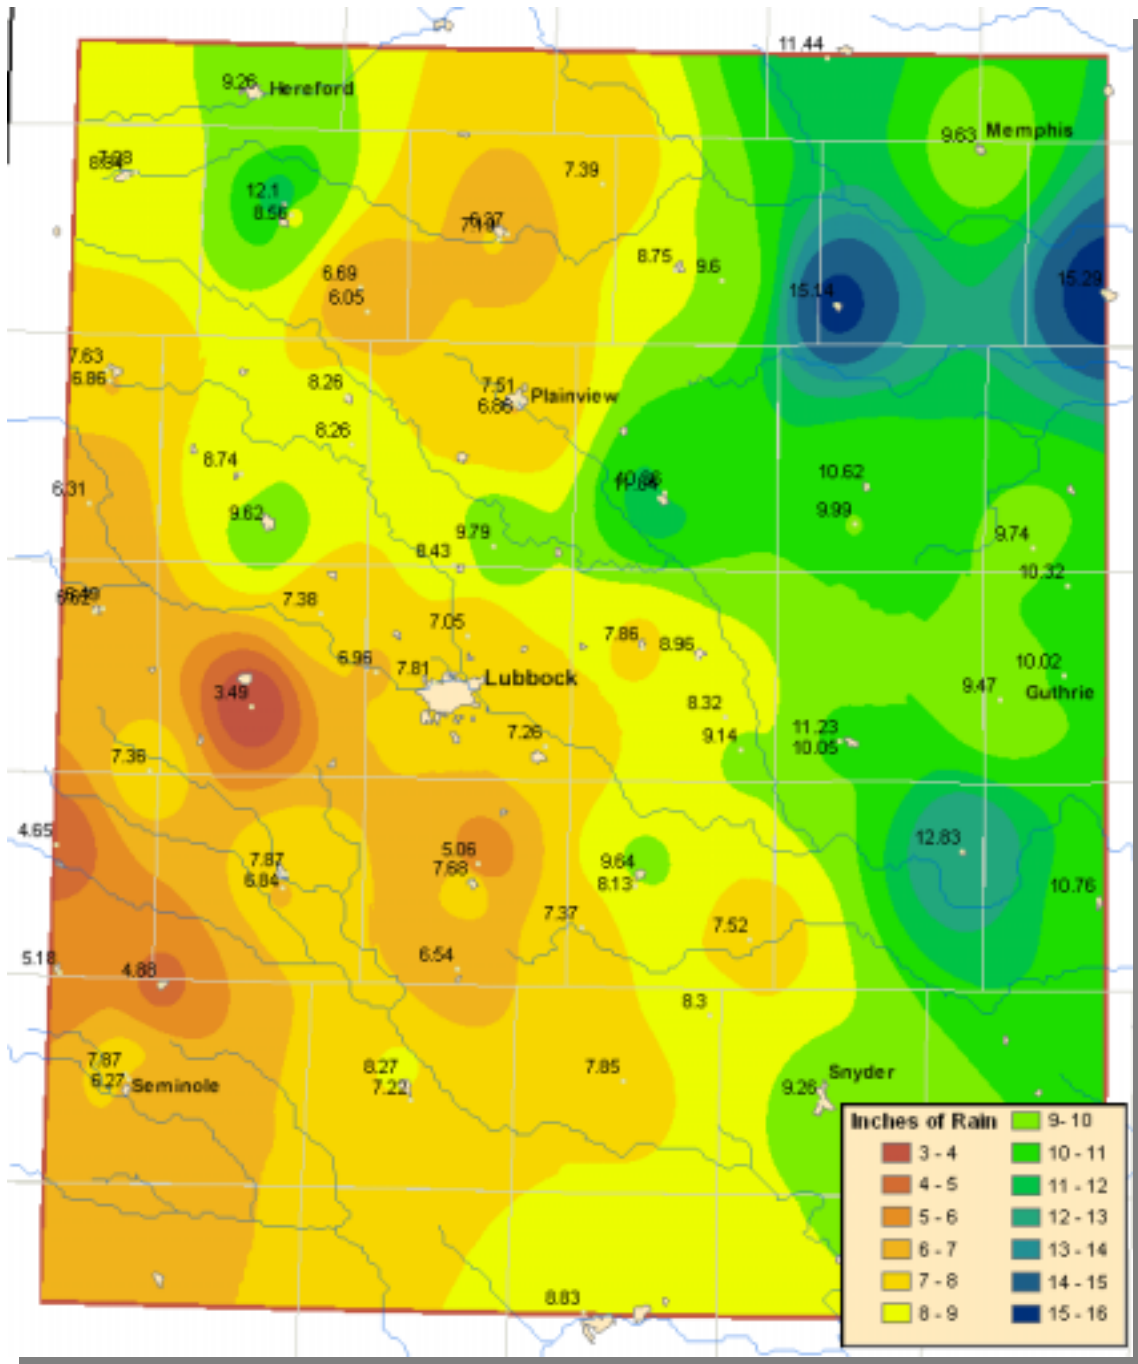 11.44
9.26 Hereford
9.63 Memphis
7.39
12.1
8.56
8.75 9.6
6.69
6.05
15.14
15.29
7.63
6.86
8.26
7.51
6.86 Plainview
8.26
8.74
10.62
6.31
9.62
9.99
9.79
9.74
8.43
10.32
7.38
7.05
7.86 8.96
6.96
7.81 Lubbock
10.02
3.49
9.47 Guthrie
8.32
7.26
9.14
11.23
10.05
7.36
4.65
12.83
5.06
7.87
7.68
9.64
6.84
8.13
10.76
7.37
7.52
6.54
5.18
4.88
8.3
7.87
8.27
7.85
Snyder
6.27 Seminole
7.22
9.26
Inches of Rain
3 - 4
4 - 5
5 - 6
6 - 7
7 - 8
8 - 9
9- 10
10 - 11
11 - 12
12 - 13
13 - 14
14 - 15
15 - 16
8.83